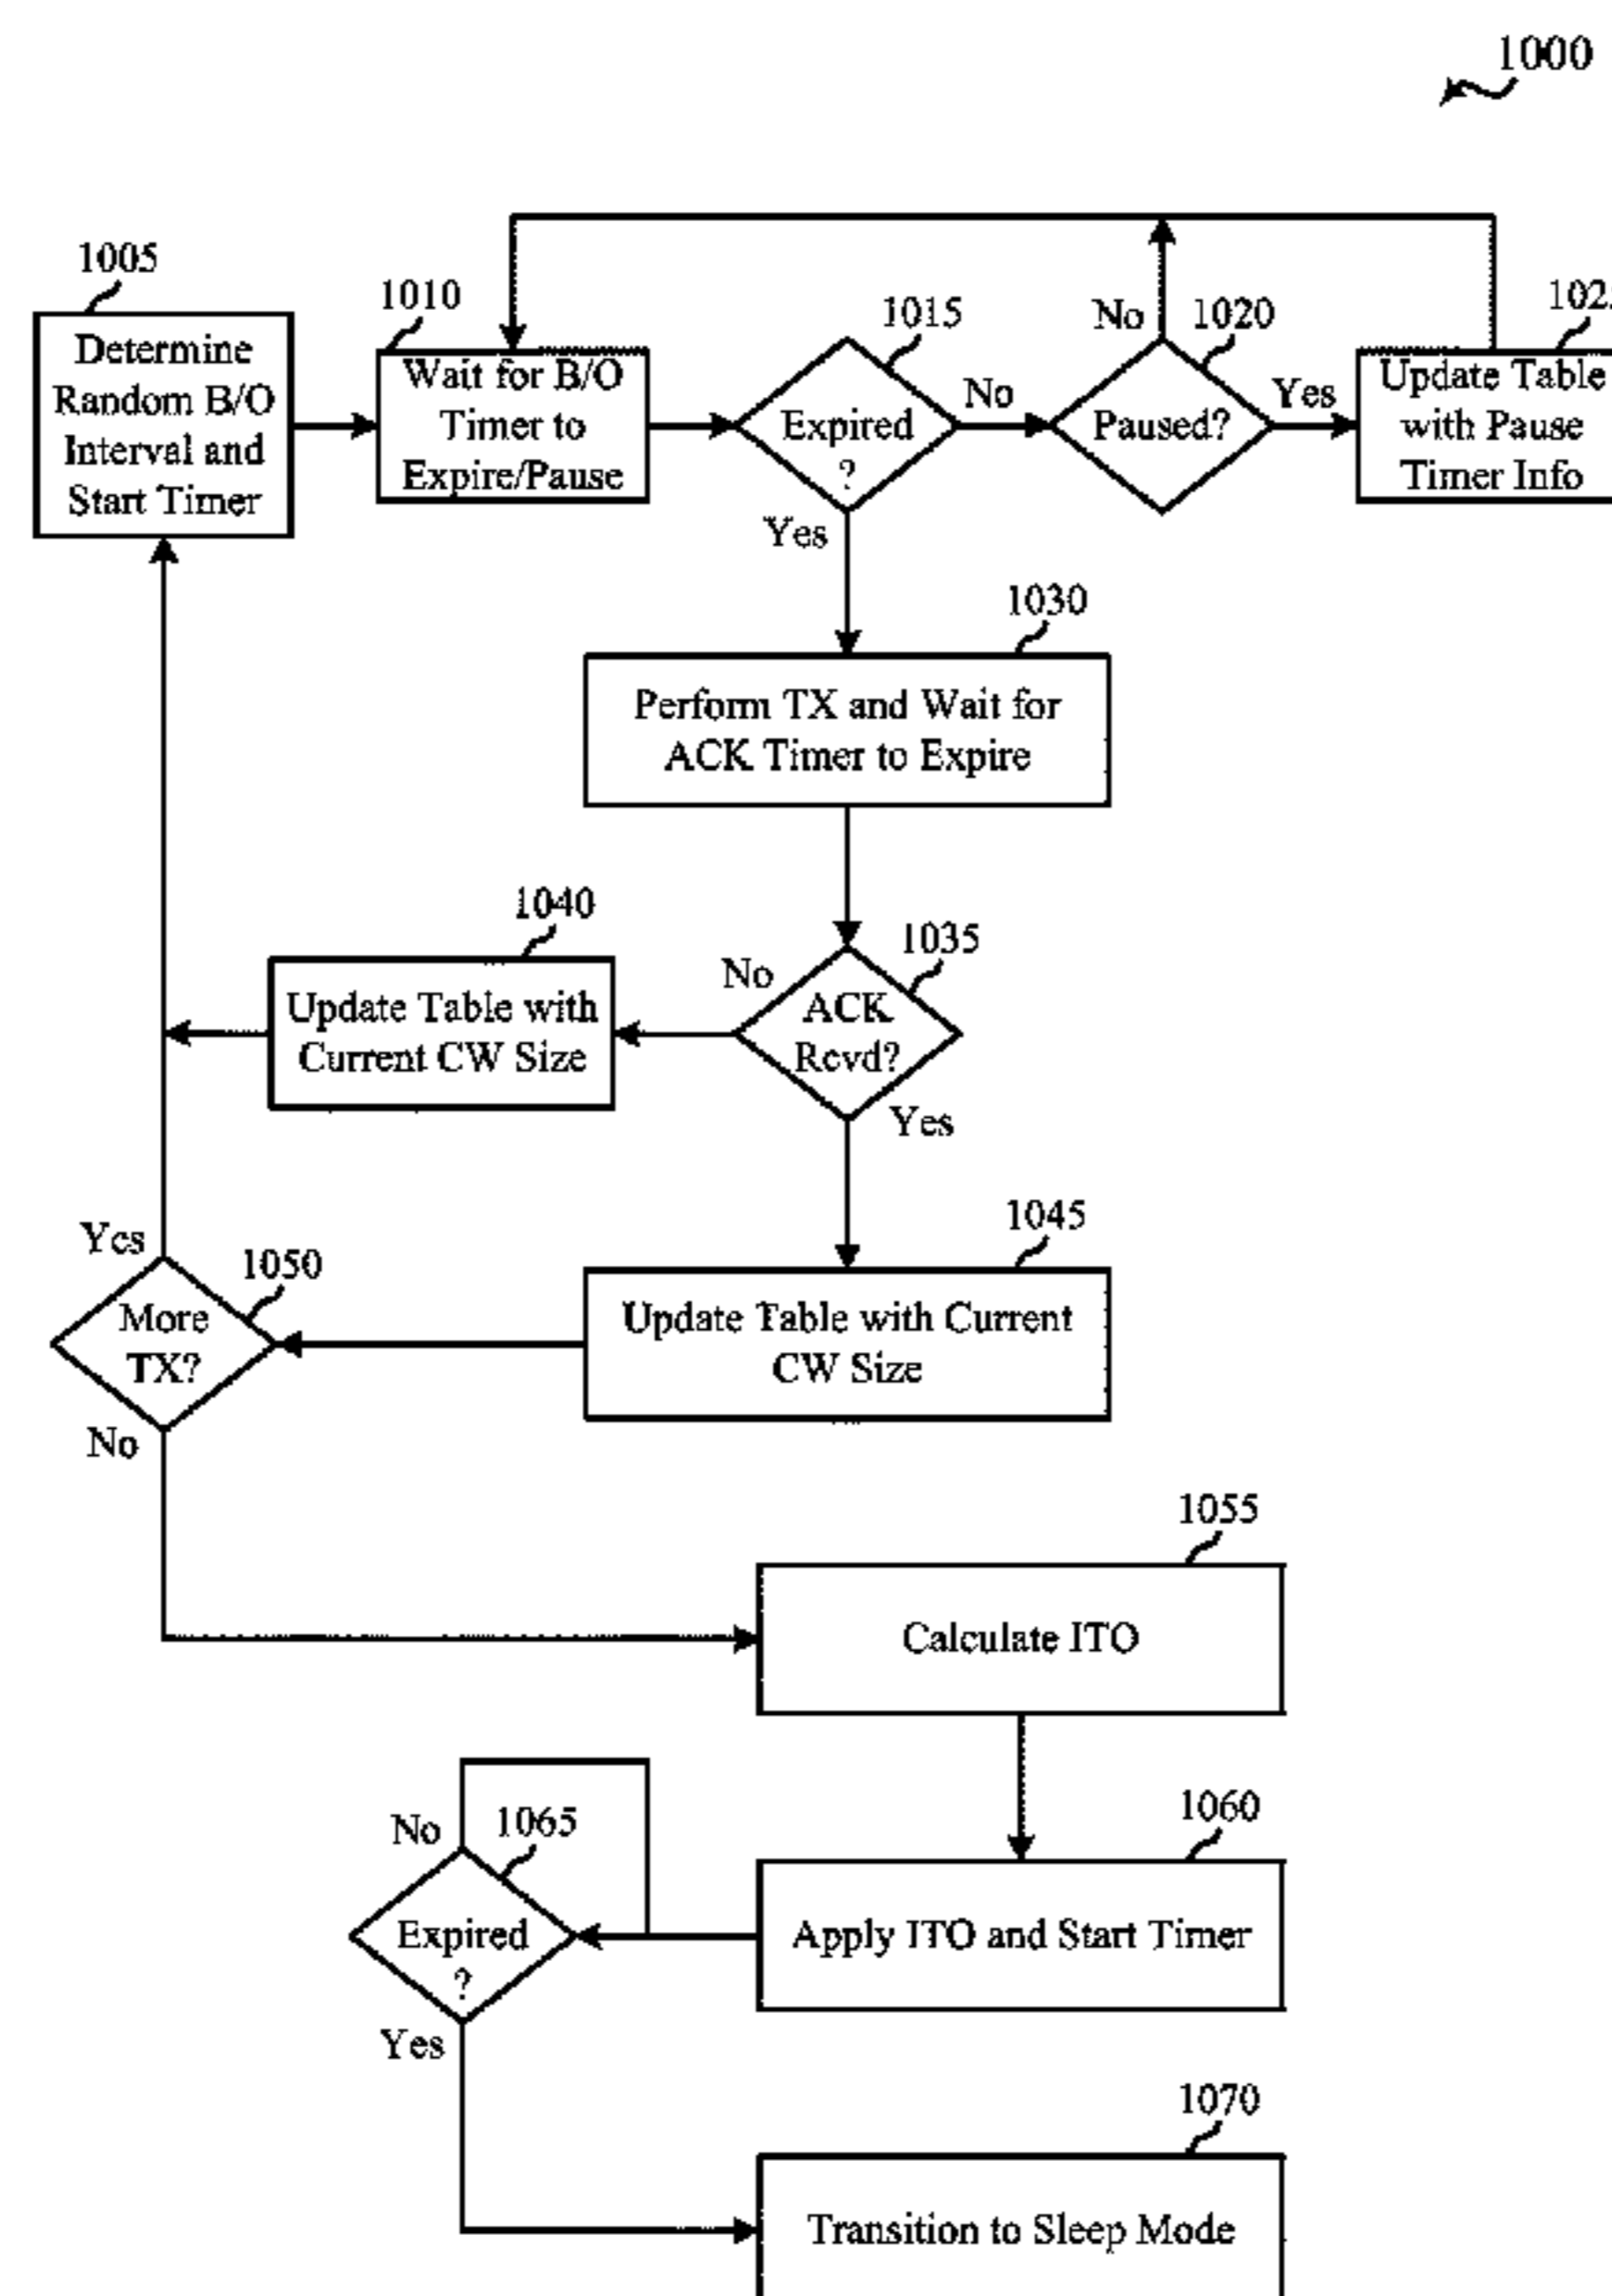 1000
1005
Determine
Random B/O
Interval and
Start Timer
1010
Wait for B/O
Timer to
Expire/Pause
1015
Expired
?
No
Yes
1020
Paused?
No
Yes
Update Table
with Pause
Timer Info
1030
Perform TX and Wait for
ACK Timer to Expire
1035
ACK
Rcvd?
No
Yes
1040
Update Table with
Current CW Size
1045
Update Table with Current
CW Size
1050
More
TX?
Yes
No
1055
Calculate ITO
1060
Apply ITO and Start Timer
1065
Expired
?
No
Yes
1070
Transition to Sleep Mode